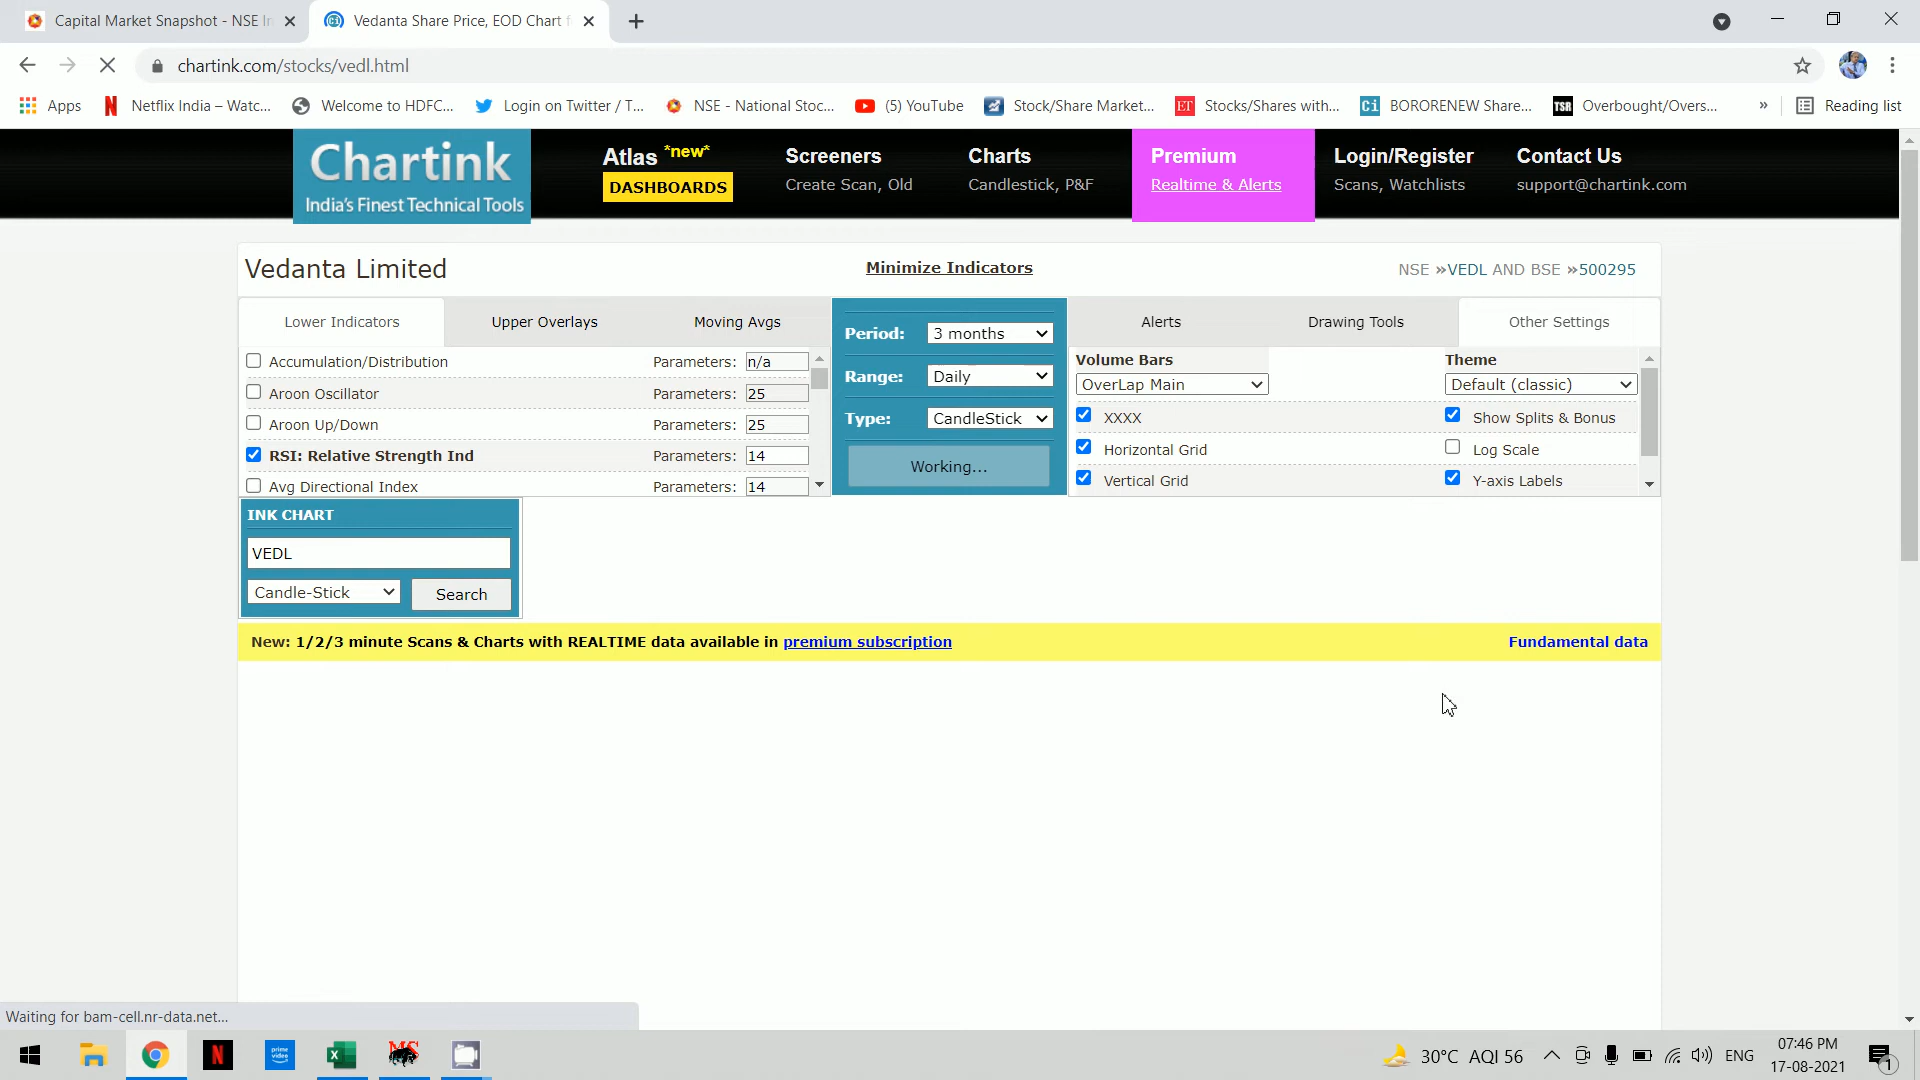 Capital Market Snapshot - NSE In
Vedanta Share Price, EOD Chart f
chartink.com/stocks/vedl.html
Apps
Netflix India – Watc...
Welcome to HDFC...
Login on Twitter / T...
NSE - National Stoc...
(5) YouTube
Stock/Share Market...
ET Stocks/Shares with...
Ci BORORENEW Share...
TSR Overbought/Overs...
»
Reading list
Chartink
India's Finest Technical Tools
Atlas *new*
DASHBOARDS
Screeners
Create Scan, Old
Charts
Candlestick, P&F
Premium
Realtime & Alerts
Login/Register
Scans, Watchlists
Contact Us
support@chartink.com
Vedanta Limited
Minimize Indicators
NSE »VEDL AND BSE »500295
Lower Indicators
Upper Overlays
Moving Avgs
Accumulation/Distribution Parameters: n/a
Aroon Oscillator Parameters: 25
Aroon Up/Down Parameters: 25
RSI: Relative Strength Ind Parameters: 14
Avg Directional Index Parameters: 14
Period: 3 months
Range: Daily
Type: CandleStick
Working...
Alerts
Drawing Tools
Other Settings
Volume Bars
OverLap Main
Theme
Default (classic)
XXXX
Show Splits & Bonus
Horizontal Grid
Log Scale
Vertical Grid
Y-axis Labels
INK CHART
VEDL
Candle-Stick
Search
New: 1/2/3 minute Scans & Charts with REALTIME data available in premium subscription
Fundamental data
Waiting for bam-cell.nr-data.net...
N
prime video
X
MS
30°C AQI 56
ENG
07:46 PM
17-08-2021
1